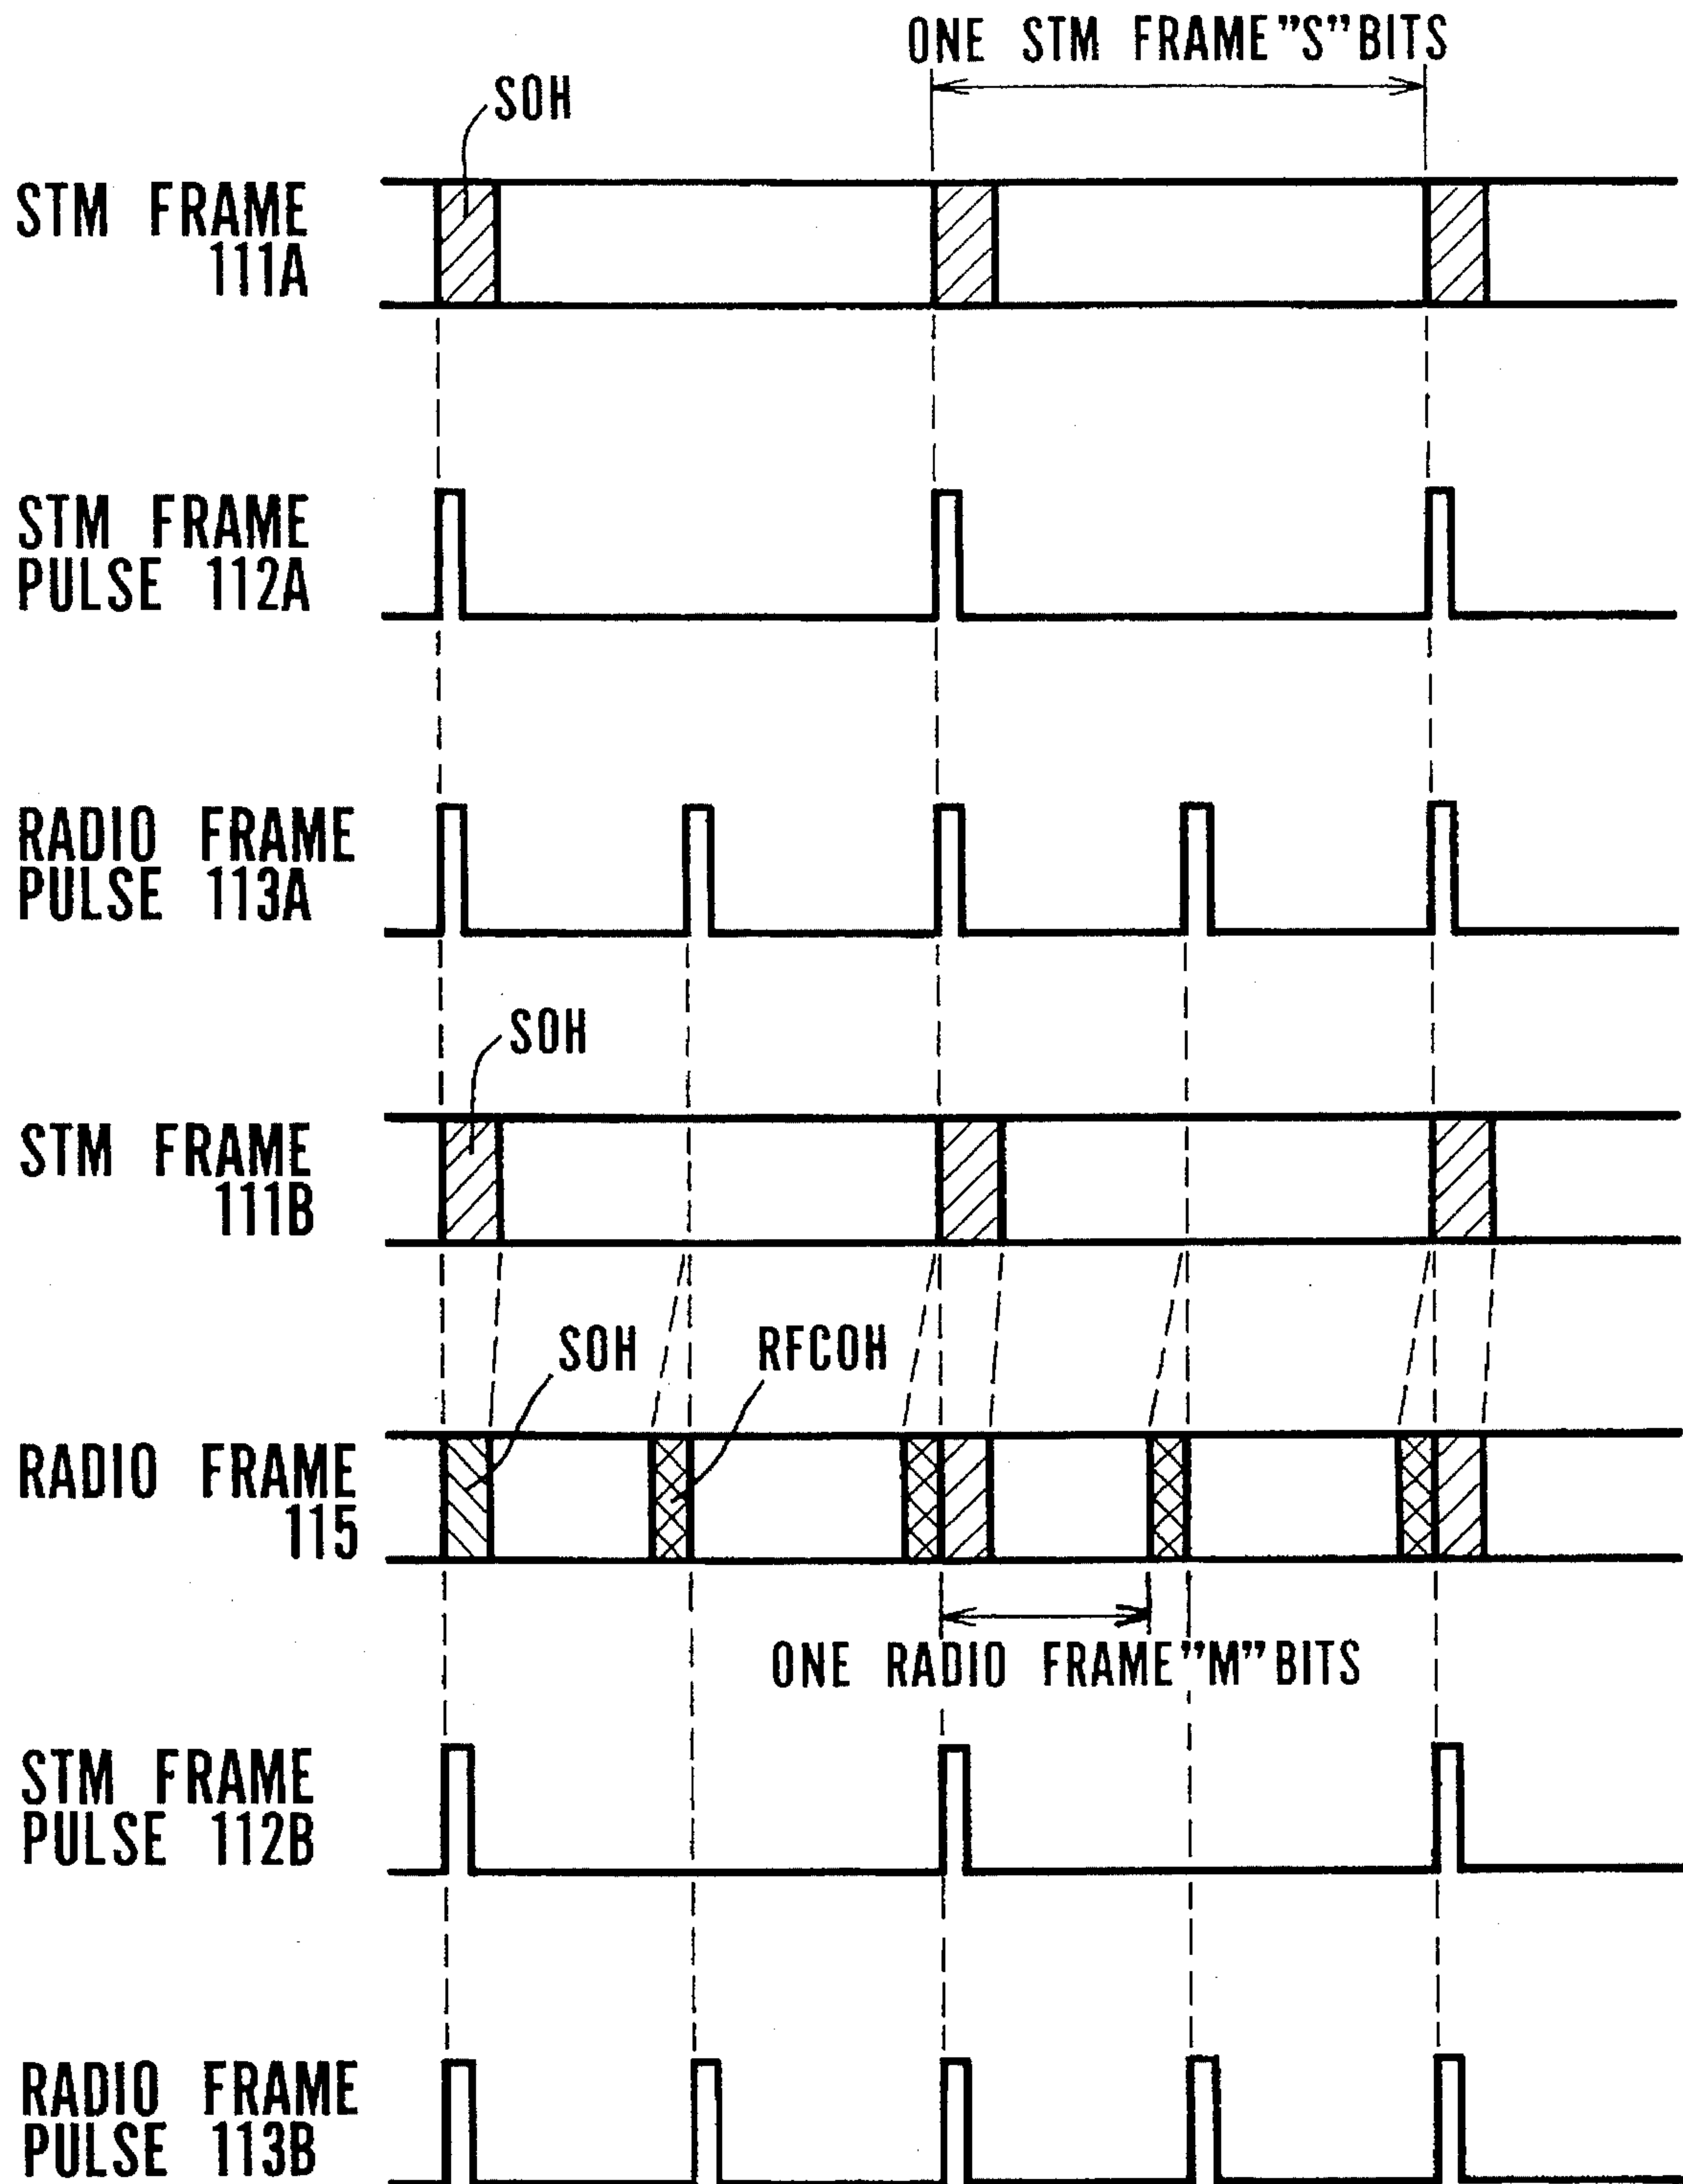 ONE STM FRAME"S"BITS
SOH
STM FRAME
111A
STM FRAME
PULSE 112A
RADIO FRAME
PULSE 113A
SOH
STM FRAME
111B
SOH
RFCOH
RADIO FRAME
115
ONE RADIO FRAME"M"BITS
STM FRAME
PULSE 112B
RADIO FRAME
PULSE 113B